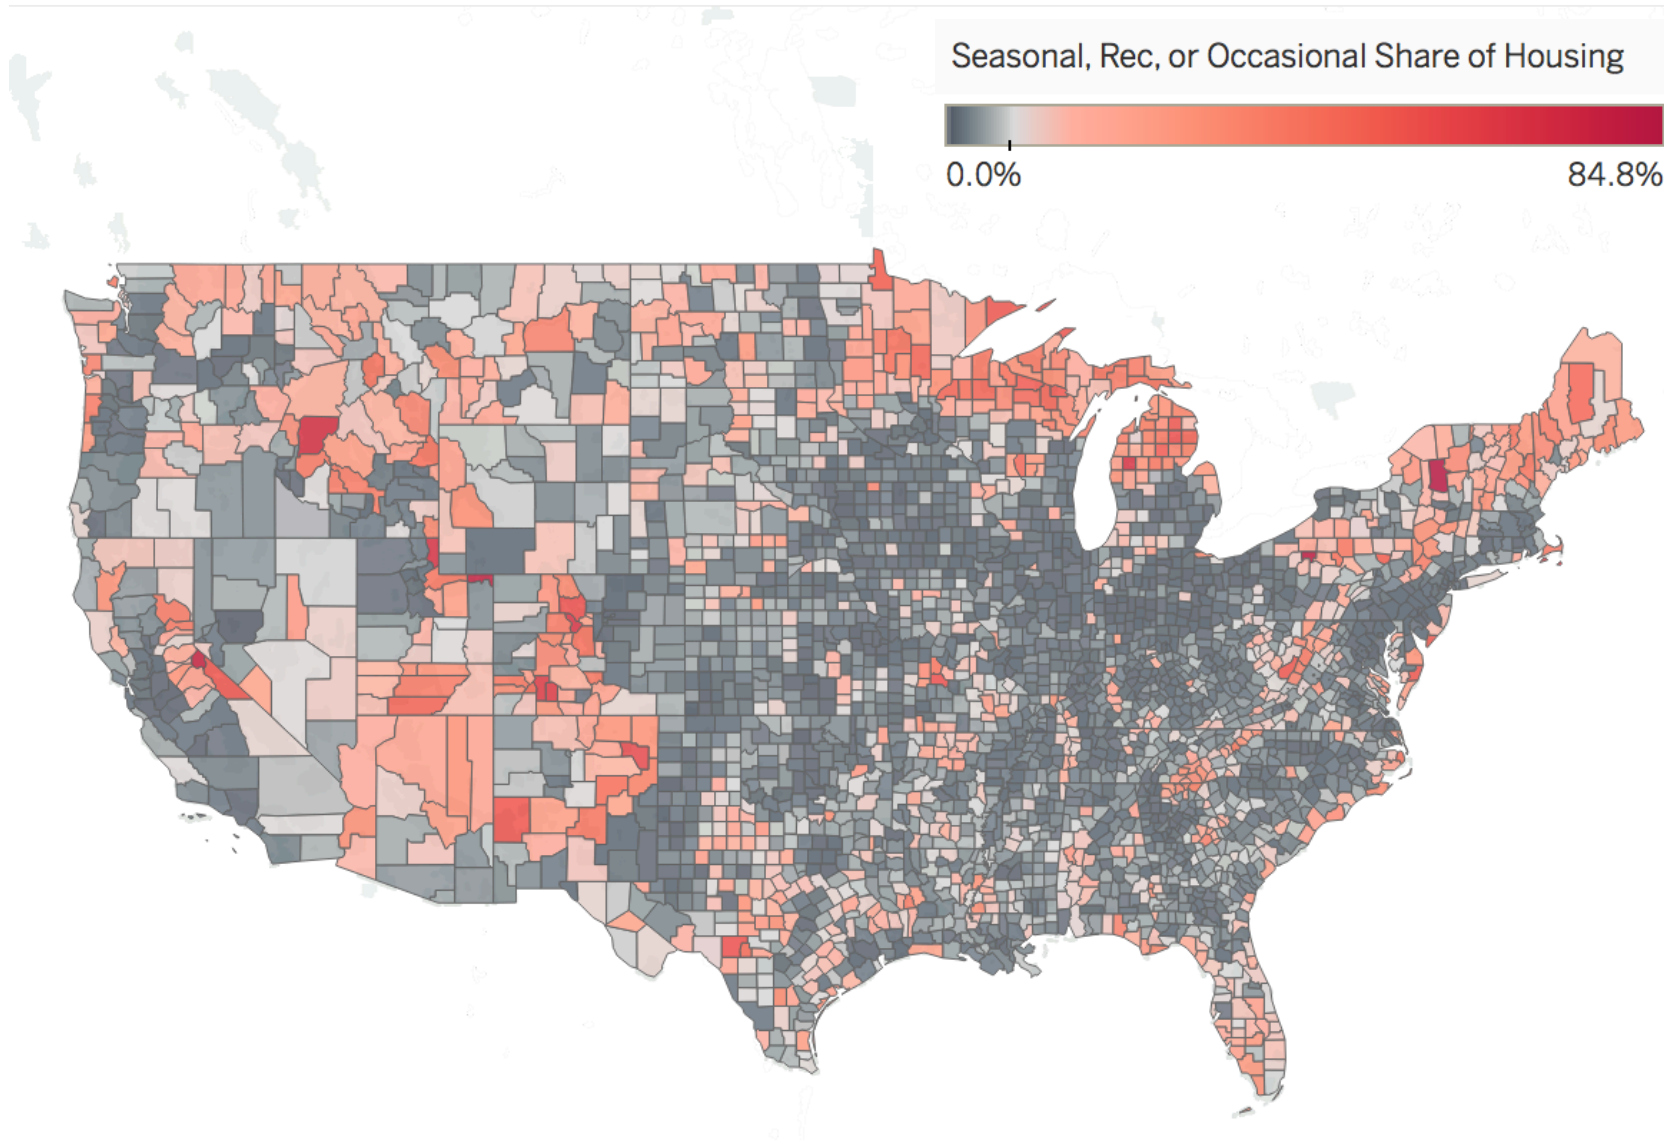 Seasonal, Rec, or Occasional Share of Housing
0.0% 84.8%